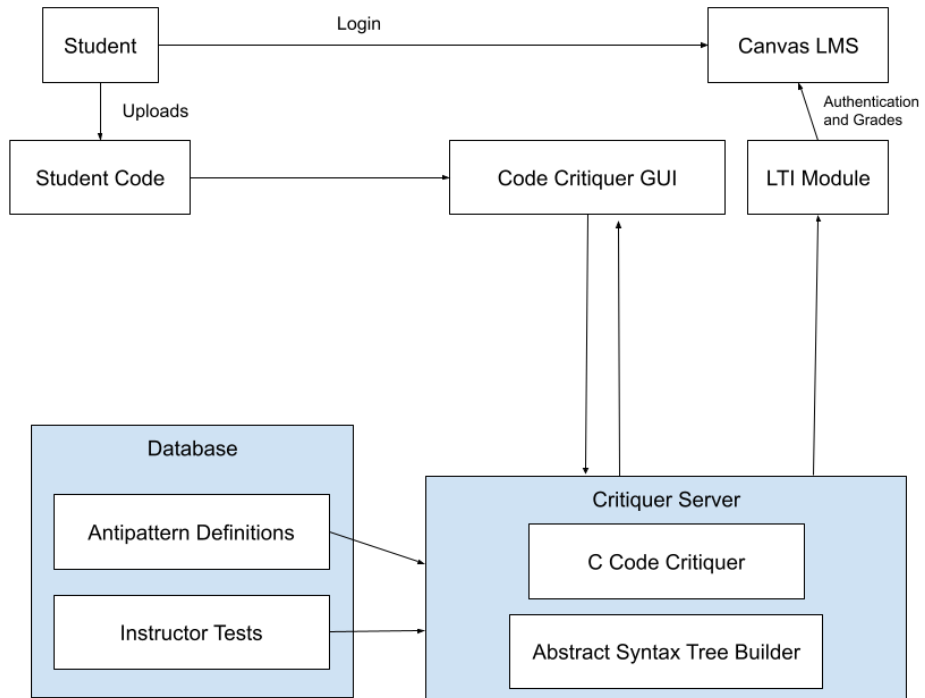 Login
Student
Canvas LMS
Uploads
Authentication
and Grades
Student Code
Code Critiquer GUI
LTI Module
Database
Antipattern Definitions
Instructor Tests
Critiquer Server
C Code Critiquer
Abstract Syntax Tree Builder